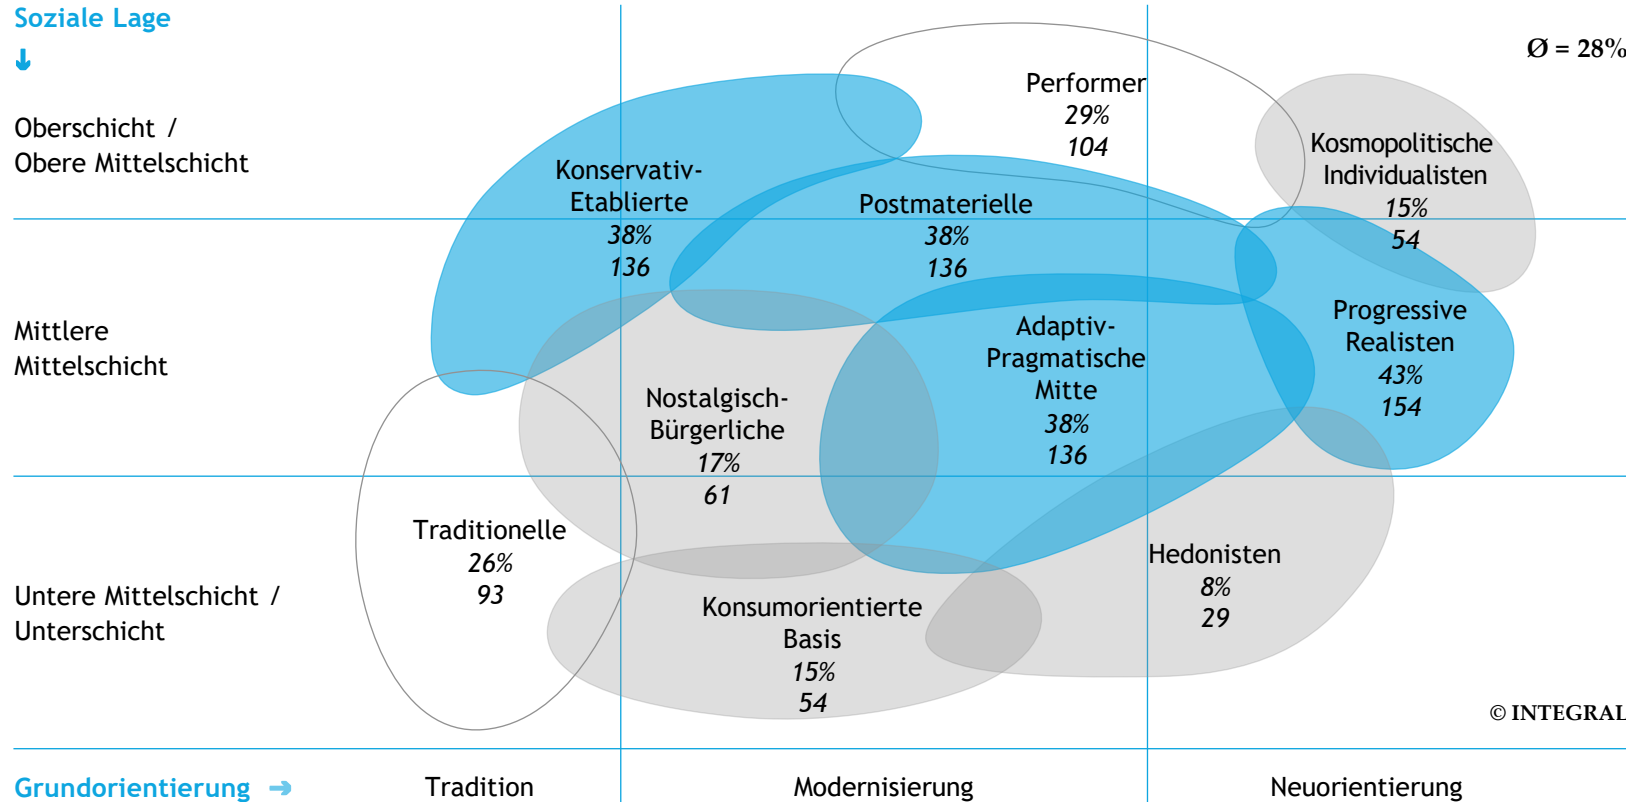 Soziale Lage
Ø = 28%
Oberschicht /
Obere Mittelschicht
Performer
29%
104
Kosmopolitische
Individualisten
15%
54
Konservativ-
Etablierte
38%
136
Postmaterielle
38%
136
Mittlere
Mittelschicht
Adaptiv-
Pragmatische
Mitte
38%
136
Progressive
Realisten
43%
154
Nostalgisch-
Bürgerliche
17%
61
Traditionelle
26%
93
Untere Mittelschicht /
Unterschicht
Konsumorientierte
Basis
15%
54
Hedonisten
8%
29
© INTEGRAL
Grundorientierung → Tradition Modernisierung Neuorientierung